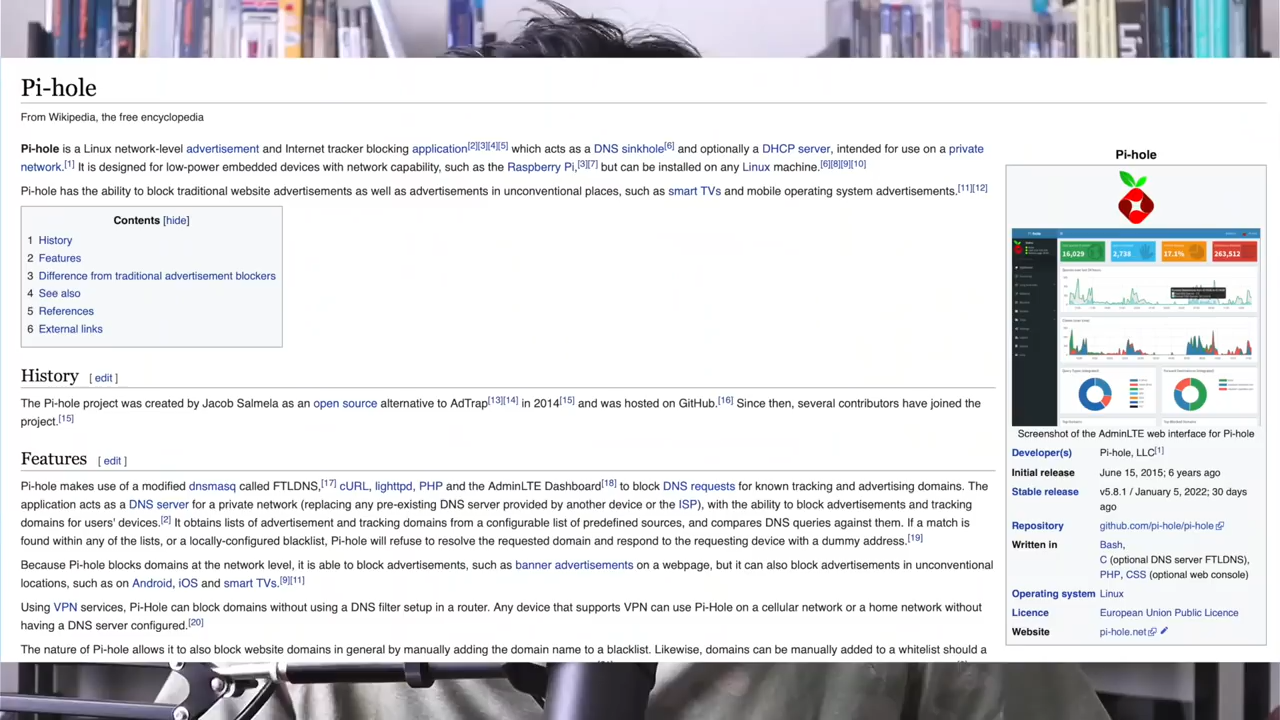 Pi-hole
From Wikipedia, the free encyclopedia
Pi-hole is a Linux network-level advertisement and Internet tracker blocking application[2][3][4][5] which acts as a DNS sinkhole[6] and optionally a DHCP server, intended for use on a private
network.[1] It is designed for low-power embedded devices with network capability, such as the Raspberry Pi,[3][7] but can be installed on any Linux machine.[6][8][9][10]
Pi-hole has the ability to block traditional website advertisements as well as advertisements in unconventional places, such as smart TVs and mobile operating system advertisements.[11][12]
Contents [hide]
1 History
2 Features
3 Difference from traditional advertisement blockers
4 See also
5 References
6 External links
History [ edit ]
The Pi-hole project was created by Jacob Salmela as an open source alternative to AdTrap[13][14] in 2014[15] and was hosted on GitHub.[16] Since then, several contributors have joined the
project.[15]
Features [ edit ]
Pi-hole makes use of a modified dnsmasq called FTLDNS,[17] cURL, lighttpd, PHP and the AdminLTE Dashboard[18] to block DNS requests for known tracking and advertising domains. The
application acts as a DNS server for a private network (replacing any pre-existing DNS server provided by another device or the ISP), with the ability to block advertisements and tracking
domains for users' devices.[2] It obtains lists of advertisement and tracking domains from a configurable list of predefined sources, and compares DNS queries against them. If a match is
found within any of the lists, or a locally-configured blacklist, Pi-hole will refuse to resolve the requested domain and respond to the requesting device with a dummy address.[19]
Because Pi-hole blocks domains at the network level, it is able to block advertisements, such as banner advertisements on a webpage, but it can also block advertisements in unconventional
locations, such as on Android, iOS and smart TVs.[9][11]
Using VPN services, Pi-Hole can block domains without using a DNS filter setup in a router. Any device that supports VPN can use Pi-Hole on a cellular network or a home network without
having a DNS server configured.[20]
The nature of Pi-hole allows it to also block website domains in general by manually adding the domain name to a blacklist. Likewise, domains can be manually added to a whitelist should a
Pi-hole
16,029
2,738
17.1%
263,512
Screenshot of the AdminLTE web interface for Pi-hole
Developer(s) Pi-hole, LLC[1]
Initial release June 15, 2015; 6 years ago
Stable release v5.8.1 / January 5, 2022; 30 days
ago
Repository github.com/pi-hole/pi-hole
Written in Bash,
C (optional DNS server FTLDNS),
PHP, CSS (optional web console)
Operating system Linux
Licence European Union Public Licence
Website pi-hole.net